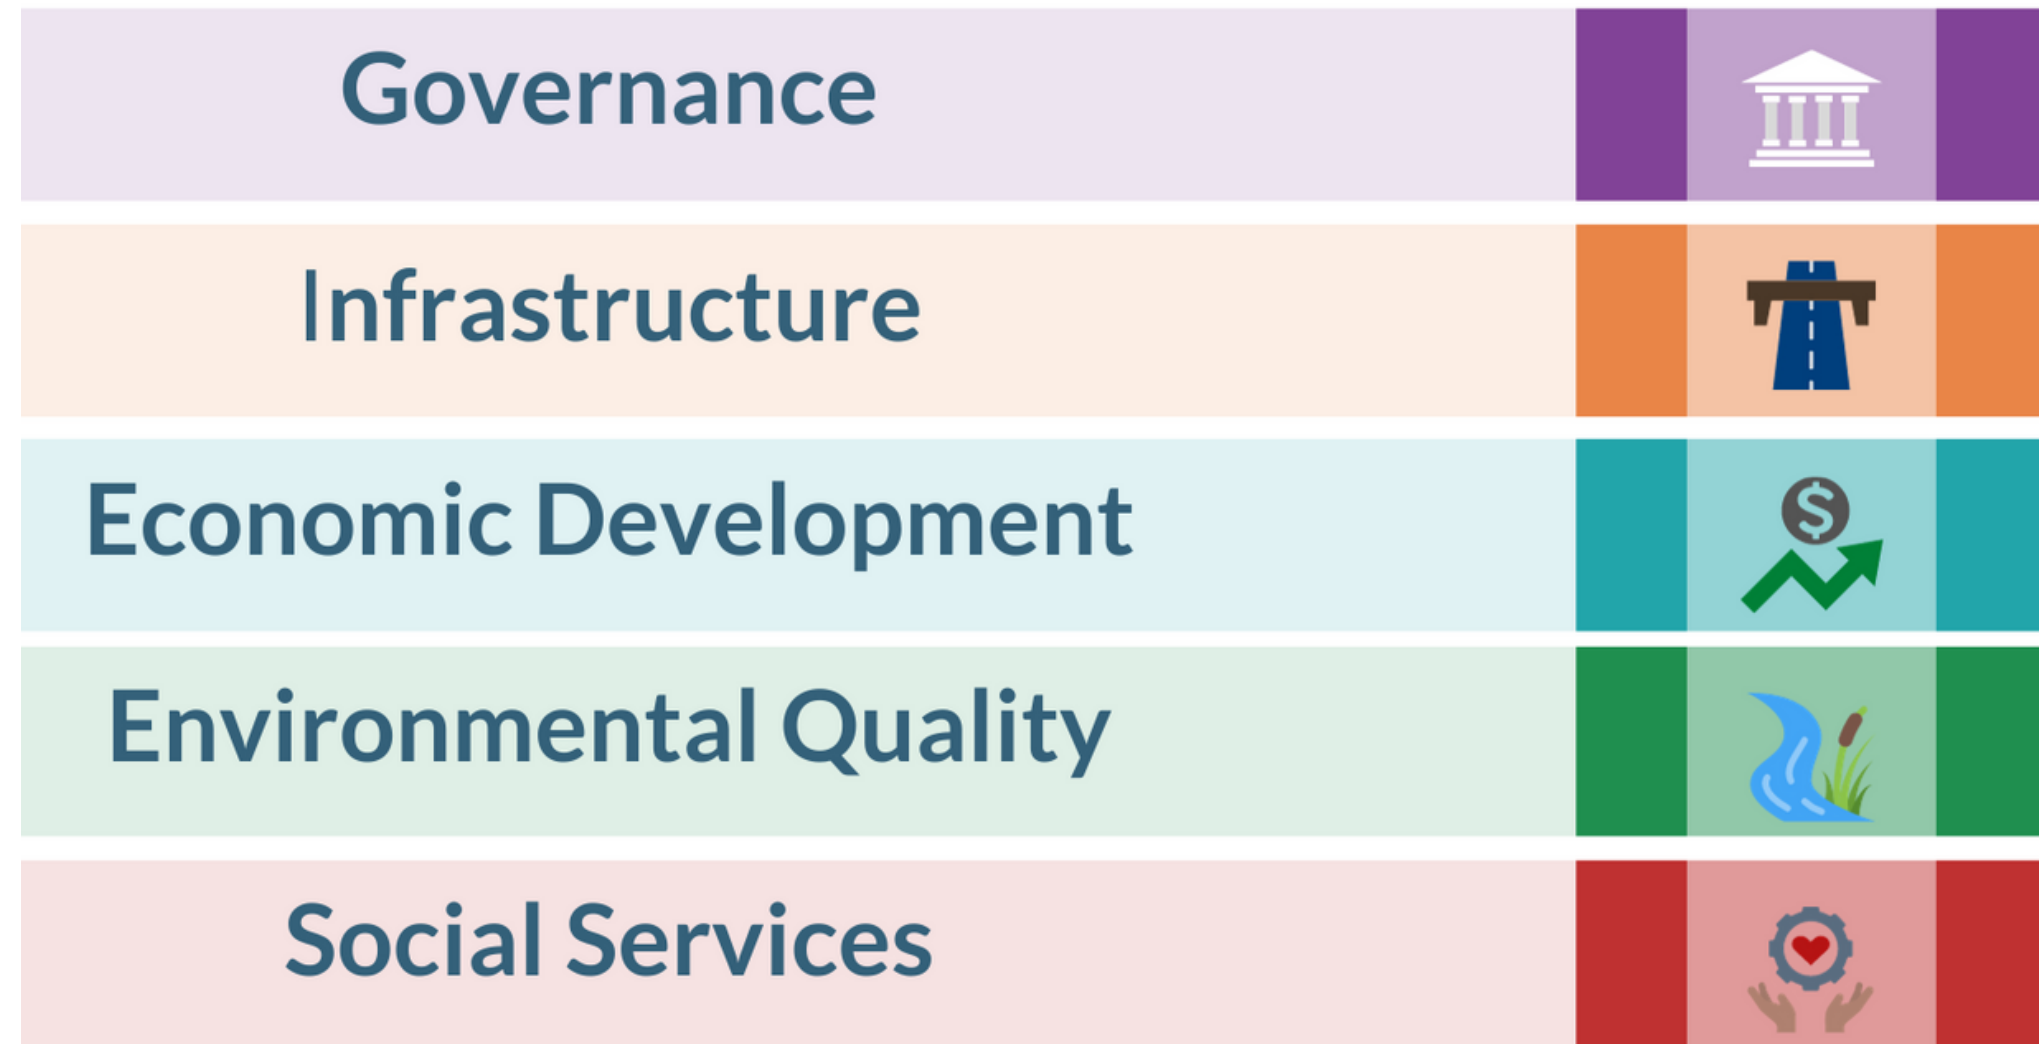 Governance
Infrastructure
Economic Development
$
Environmental Quality
Social Services